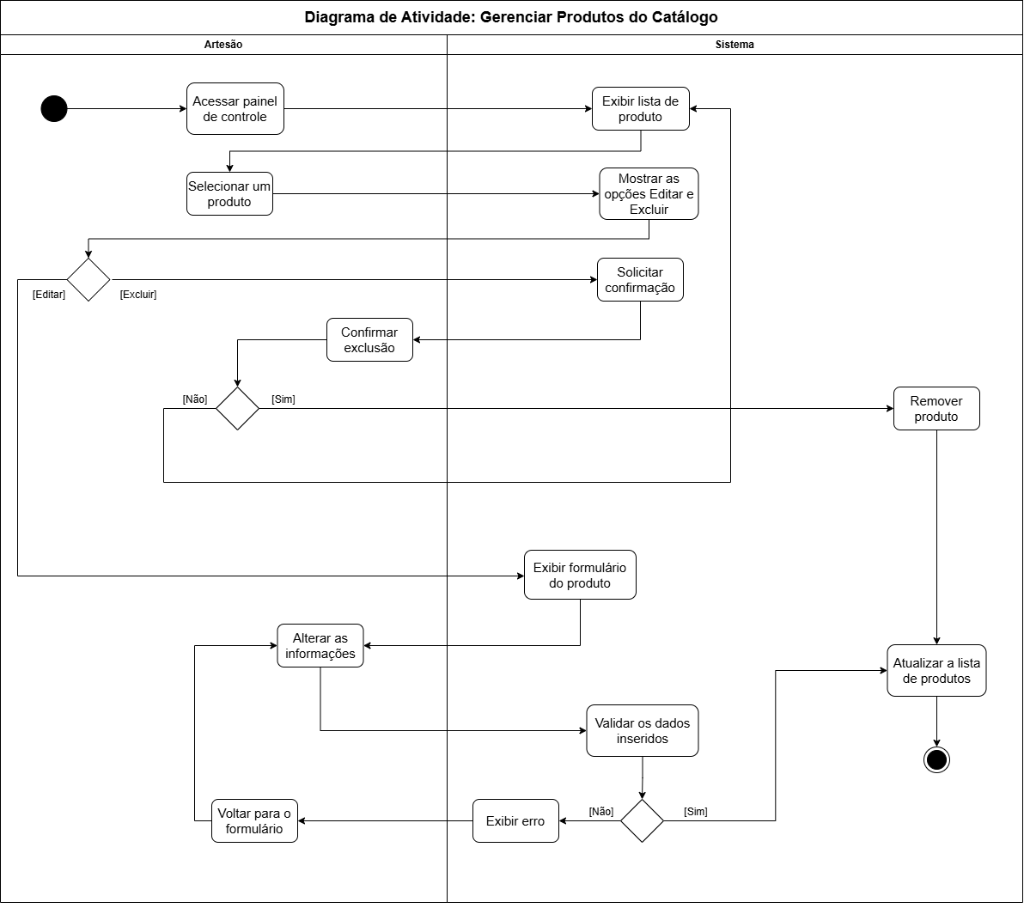 Diagrama de Atividade: Gerenciar Produtos do Catálogo
Artesão
Sistema
Acessar painel
de controle
Exibir lista de
produto
Selecionar um
produto
Mostrar as
opções Editar e
Excluir
[Editar]
[Excluir]
Solicitar
confirmação
Confirmar
exclusão
[Não]
[Sim]
Remover
produto
Exibir formulário
do produto
Alterar as
informações
Atualizar a lista
de produtos
Validar os dados
inseridos
Voltar para o
formulário
Exibir erro
[Não]
[Sim]